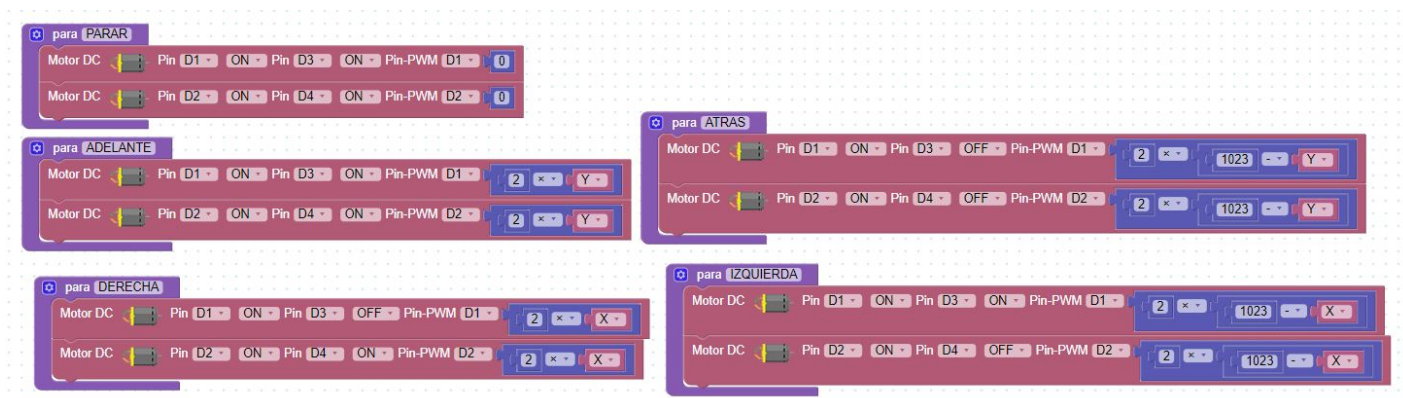 para PARAR
Motor DC Pin D1 ON Pin D3 ON Pin-PWM D1 0
Motor DC Pin D2 ON Pin D4 ON Pin-PWM D2 0
para ADELANTE
Motor DC Pin D1 ON Pin D3 ON Pin-PWM D1 2 × Y
Motor DC Pin D2 ON Pin D4 ON Pin-PWM D2 2 × Y
para ATRAS
Motor DC Pin D1 ON Pin D3 OFF Pin-PWM D1 2 × 1023 - Y
Motor DC Pin D2 ON Pin D4 OFF Pin-PWM D2 2 × 1023 - Y
para DERECHA
Motor DC Pin D1 ON Pin D3 OFF Pin-PWM D1 2 × X
Motor DC Pin D2 ON Pin D4 ON Pin-PWM D2 2 × X
para IZQUIERDA
Motor DC Pin D1 ON Pin D3 ON Pin-PWM D1 2 × 1023 - X
Motor DC Pin D2 ON Pin D4 OFF Pin-PWM D2 2 × 1023 - X